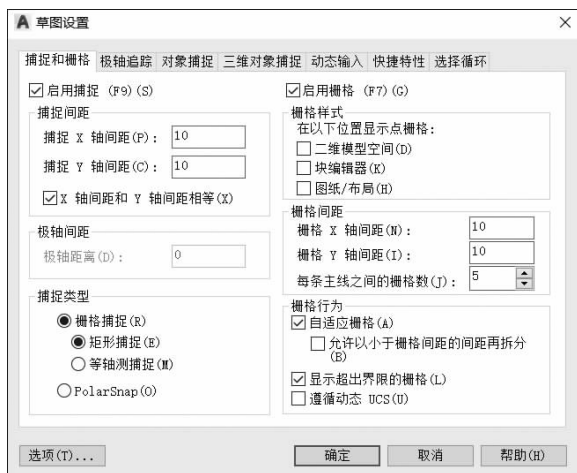 草图设置
捕捉和栅格 极轴追踪 对象捕捉 三维对象捕捉 动态输入 快捷特性 选择循环
启用捕捉 (F9)(S)
捕捉间距
捕捉 X 轴间距(P): 10
捕捉 Y 轴间距(C): 10
X 轴间距和 Y 轴间距相等(X)
极轴间距
极轴距离(D): 0
捕捉类型
栅格捕捉(R)
矩形捕捉(E)
等轴测捕捉(M)
PolarSnap(O)
启用栅格 (F7)(G)
栅格样式
在以下位置显示点栅格:
二维模型空间(D)
块编辑器(K)
图纸/布局(H)
栅格间距
栅格 X 轴间距(N): 10
栅格 Y 轴间距(I): 10
每条主线之间的栅格数(J): 5
栅格行为
自适应栅格(A)
允许以小于栅格间距的间距再拆分
(B)
显示超出界限的栅格(L)
遵循动态 UCS(U)
选项(T)... 确定 取消 帮助(H)